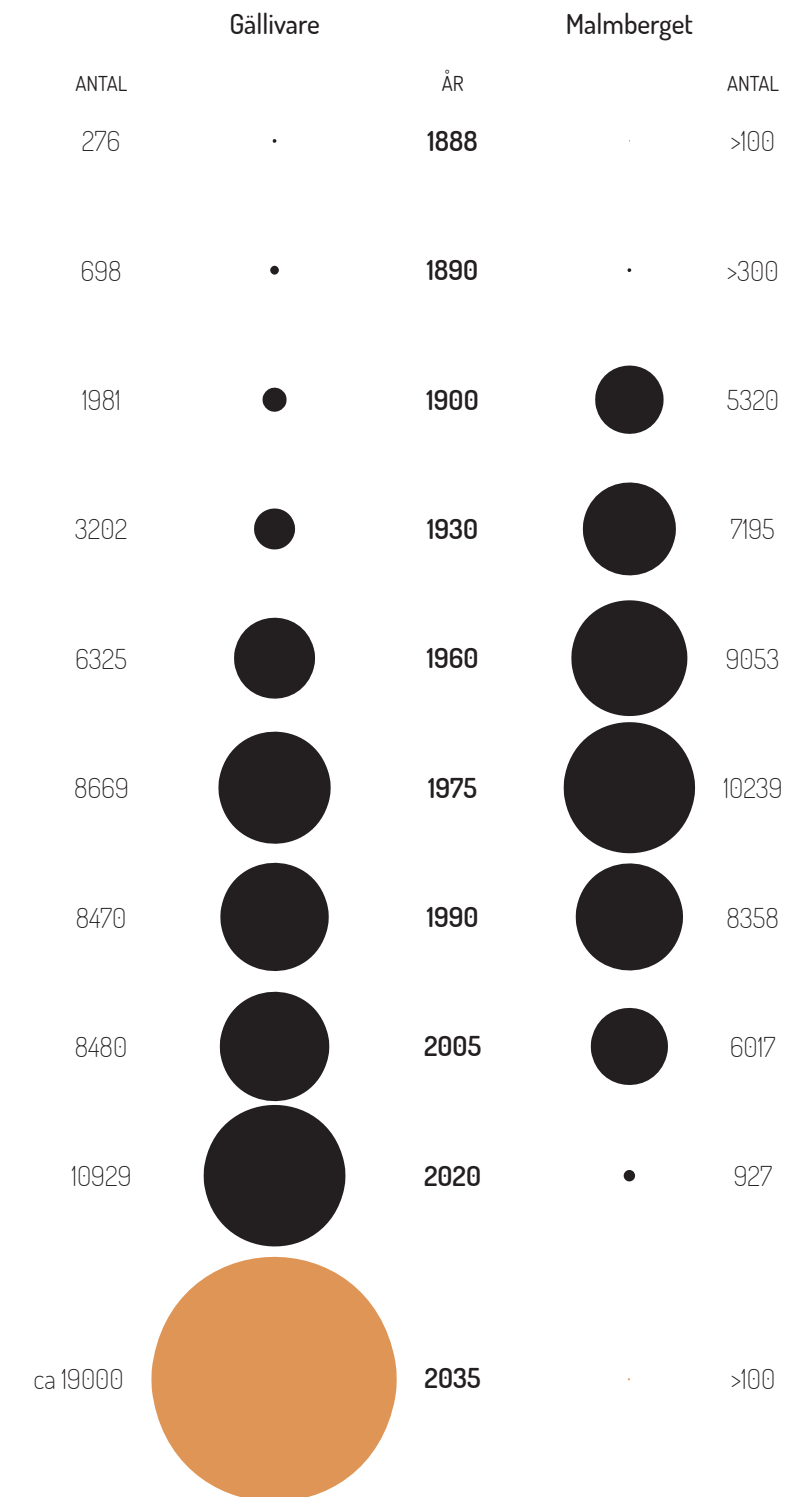 Gällivare Malmberget
ANTAL ÅR ANTAL
276 1888 >100
698 1890 >300
1981 1900 5320
3202 1930 7195
6325 1960 9053
8669 1975 10239
8470 1990 8358
8480 2005 6017
10929 2020 927
ca 19000 2035 >100